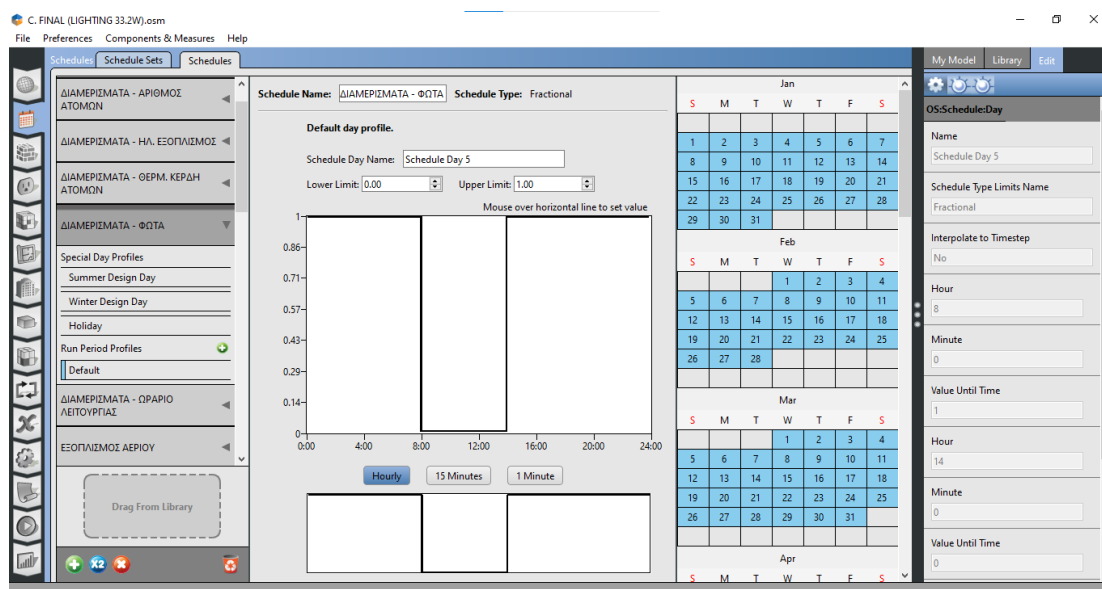 C. FINAL (LIGHTING 33.2W).osm
File Preferences Components & Measures Help
Schedules Schedule Sets Schedules
My Model Library Edit
ΔΙΑΜΕΡΙΣΜΑΤΑ - ΑΡΙΘΜΟΣ
ΑΤΟΜΩΝ
ΔΙΑΜΕΡΙΣΜΑΤΑ - ΗΛ. ΕΞΟΠΛΙΣΜΟΣ
ΔΙΑΜΕΡΙΣΜΑΤΑ - ΘΕΡΜ. ΚΕΡΔΗ
ΑΤΟΜΩΝ
ΔΙΑΜΕΡΙΣΜΑΤΑ - ΦΩΤΑ
Special Day Profiles
Summer Design Day
Winter Design Day
Holiday
Run Period Profiles
Default
ΔΙΑΜΕΡΙΣΜΑΤΑ - ΩΡΑΡΙΟ
ΛΕΙΤΟΥΡΓΙΑΣ
ΕΞΟΠΛΙΣΜΟΣ ΑΕΡΙΟΥ
Drag From Library
X2
Schedule Name: ΔΙΑΜΕΡΙΣΜΑΤΑ - ΦΩΤΑ Schedule Type: Fractional
Default day profile.
Schedule Day Name: Schedule Day 5
Lower Limit: 0.00 Upper Limit: 1.00
Mouse over horizontal line to set value
1
0.86
0.71
0.57
0.43
0.29
0.14
0
0:00 4:00 8:00 12:00 16:00 20:00 24:00
Hourly 15 Minutes 1 Minute
Jan
S M T W T F S
1 2 3 4 5 6 7
8 9 10 11 12 13 14
15 16 17 18 19 20 21
22 23 24 25 26 27 28
29 30 31
Feb
S M T W T F S
1 2 3 4
5 6 7 8 9 10 11
12 13 14 15 16 17 18
19 20 21 22 23 24 25
26 27 28
Mar
S M T W T F S
1 2 3 4
5 6 7 8 9 10 11
12 13 14 15 16 17 18
19 20 21 22 23 24 25
26 27 28 29 30 31
Apr
S M T W T F S
OS:Schedule:Day
Name
Schedule Day 5
Schedule Type Limits Name
Fractional
Interpolate to Timestep
No
Hour
8
Minute
0
Value Until Time
1
Hour
14
Minute
0
Value Until Time
0